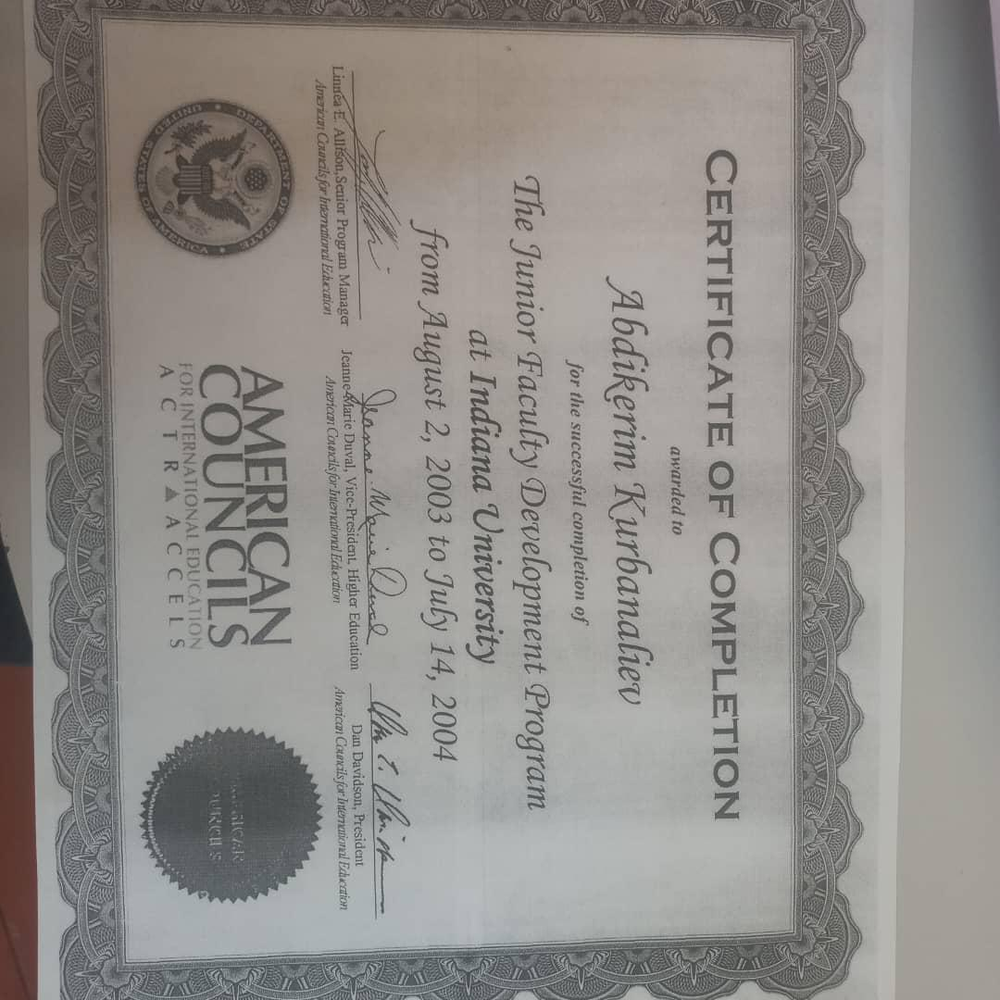 CERTIFICATE OF COMPLETION
awarded to
Abdikerim Kurbanaliev
for the successful completion of
The Junior Faculty Development Program
at Indiana University
from August 2, 2003 to July 14, 2004
Linnea E. Allison, Senior Program Manager
American Councils for International Education
Jeanne-Marie Duval, Vice-President, Higher Education
American Councils for International Education
Dan Davidson, President
American Councils for International Education
DEPARTMENT OF STATE
UNITED STATES OF AMERICA
AMERICAN
COUNCILS
FOR INTERNATIONAL EDUCATION
ACTR ▲ ACCELS